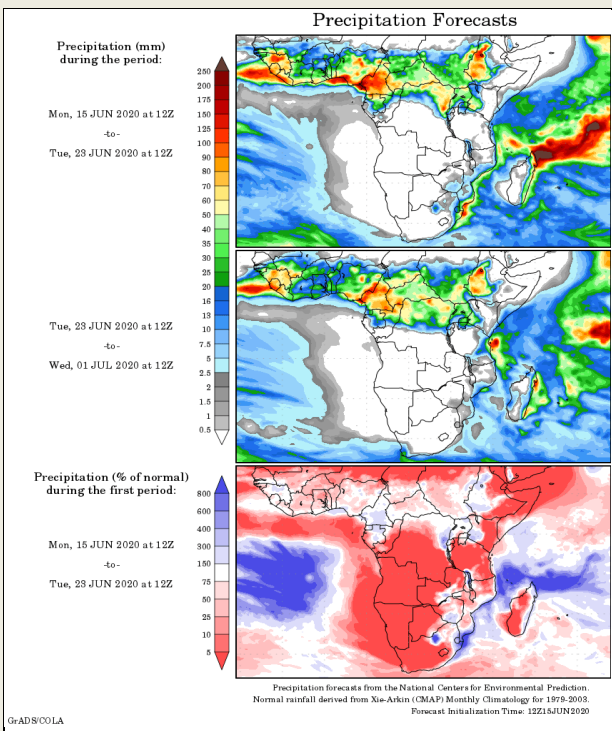 Precipitation Forecasts
Precipitation (mm)
during the period:
Mon, 15 JUN 2020 at 12Z
-to-
Tue, 23 JUN 2020 at 12Z
250
200
175
150
125
100
90
80
70
60
50
40
35
30
25
20
16
13
10
7.5
5
2.5
2
1.5
1
0.5
Tue, 23 JUN 2020 at 12Z
-to-
Wed, 01 JUL 2020 at 12Z
Precipitation (% of normal)
during the first period:
Mon, 15 JUN 2020 at 12Z
-to-
Tue, 23 JUN 2020 at 12Z
800
600
400
300
150
75
50
25
10
5
Precipitation forecasts from the National Centers for Environmental Prediction.
Normal rainfall derived from Xie-Arkin (CMAP) Monthly Climatology for 1979-2003.
Forecast Initialization Time: 12Z15JUN2020
GrADS/COLA